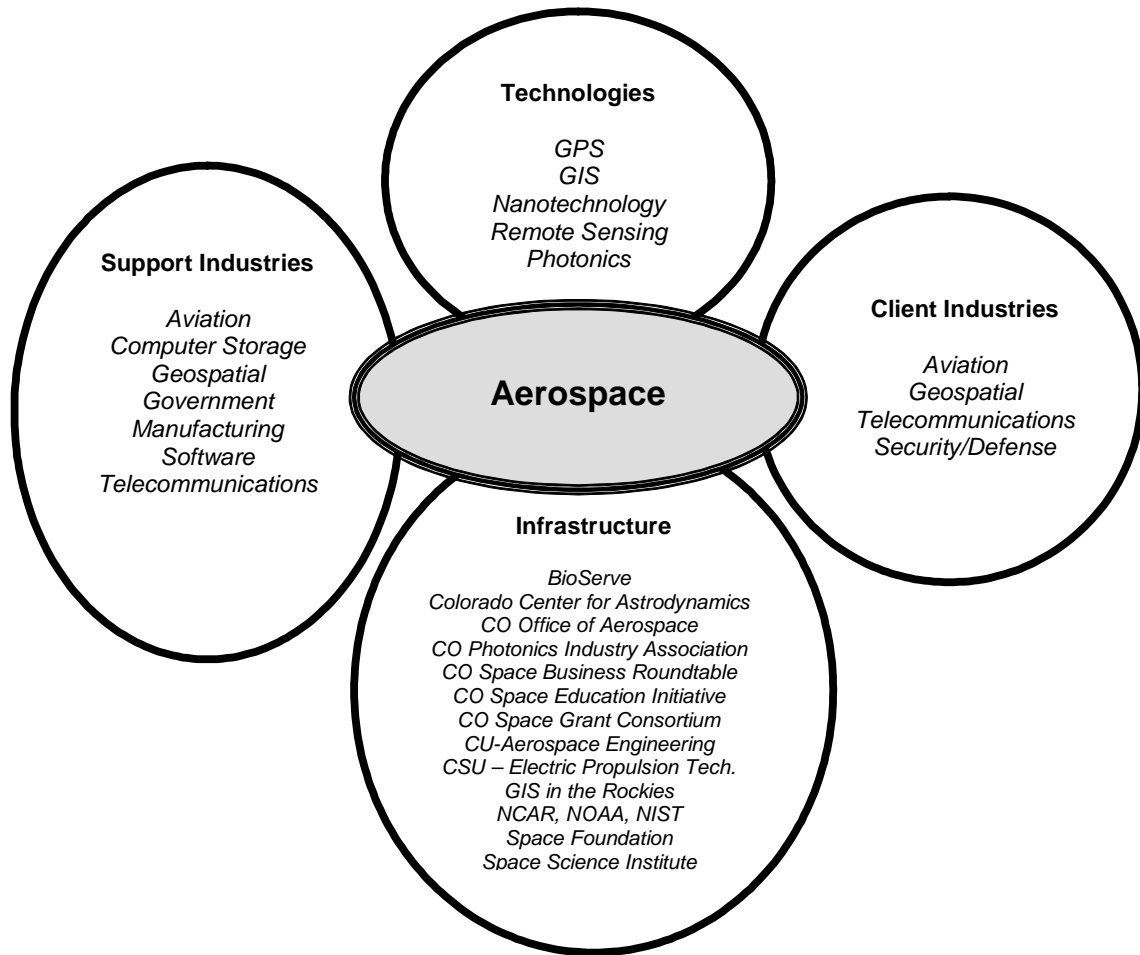 Technologies
GPS
GIS
Nanotechnology
Remote Sensing
Photonics
Support Industries
Aviation
Computer Storage
Geospatial
Government
Manufacturing
Software
Telecommunications
Client Industries
Aviation
Geospatial
Telecommunications
Security/Defense
Aerospace
Infrastructure
BioServe
Colorado Center for Astrodynamics
CO Office of Aerospace
CO Photonics Industry Association
CO Space Business Roundtable
CO Space Education Initiative
CO Space Grant Consortium
CU-Aerospace Engineering
CSU – Electric Propulsion Tech.
GIS in the Rockies
NCAR, NOAA, NIST
Space Foundation
Space Science Institute